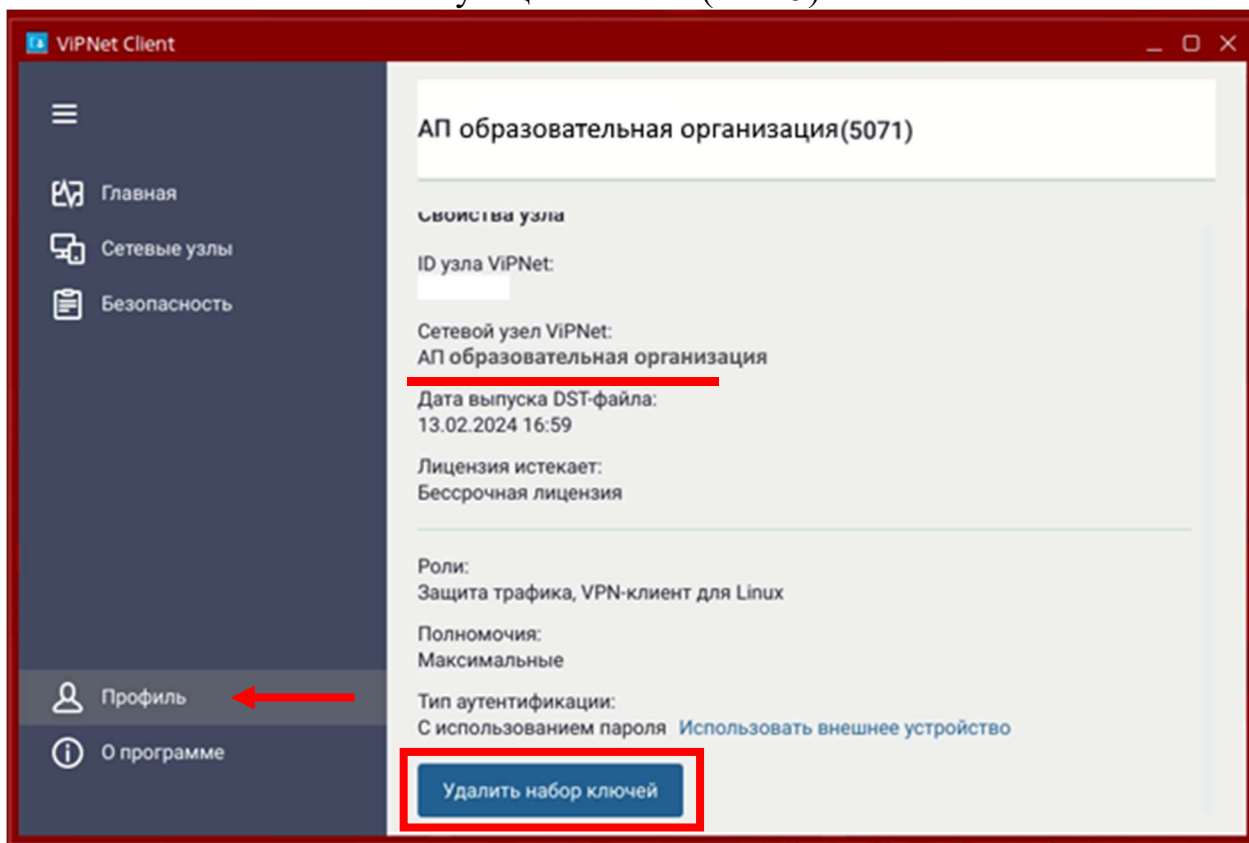 ViPNet Client
АП образовательная организация(5071)
Главная
Сетевые узлы
Безопасность
Свойства узла
ID узла ViPNet:
Сетевой узел ViPNet:
АП образовательная организация
Дата выпуска DST-файла:
13.02.2024 16:59
Лицензия истекает:
Бессрочная лицензия
Роли:
Защита трафика, VPN-клиент для Linux
Полномочия:
Максимальные
Тип аутентификации:
С использованием пароля Использовать внешнее устройство
Удалить набор ключей
Профиль
О программе